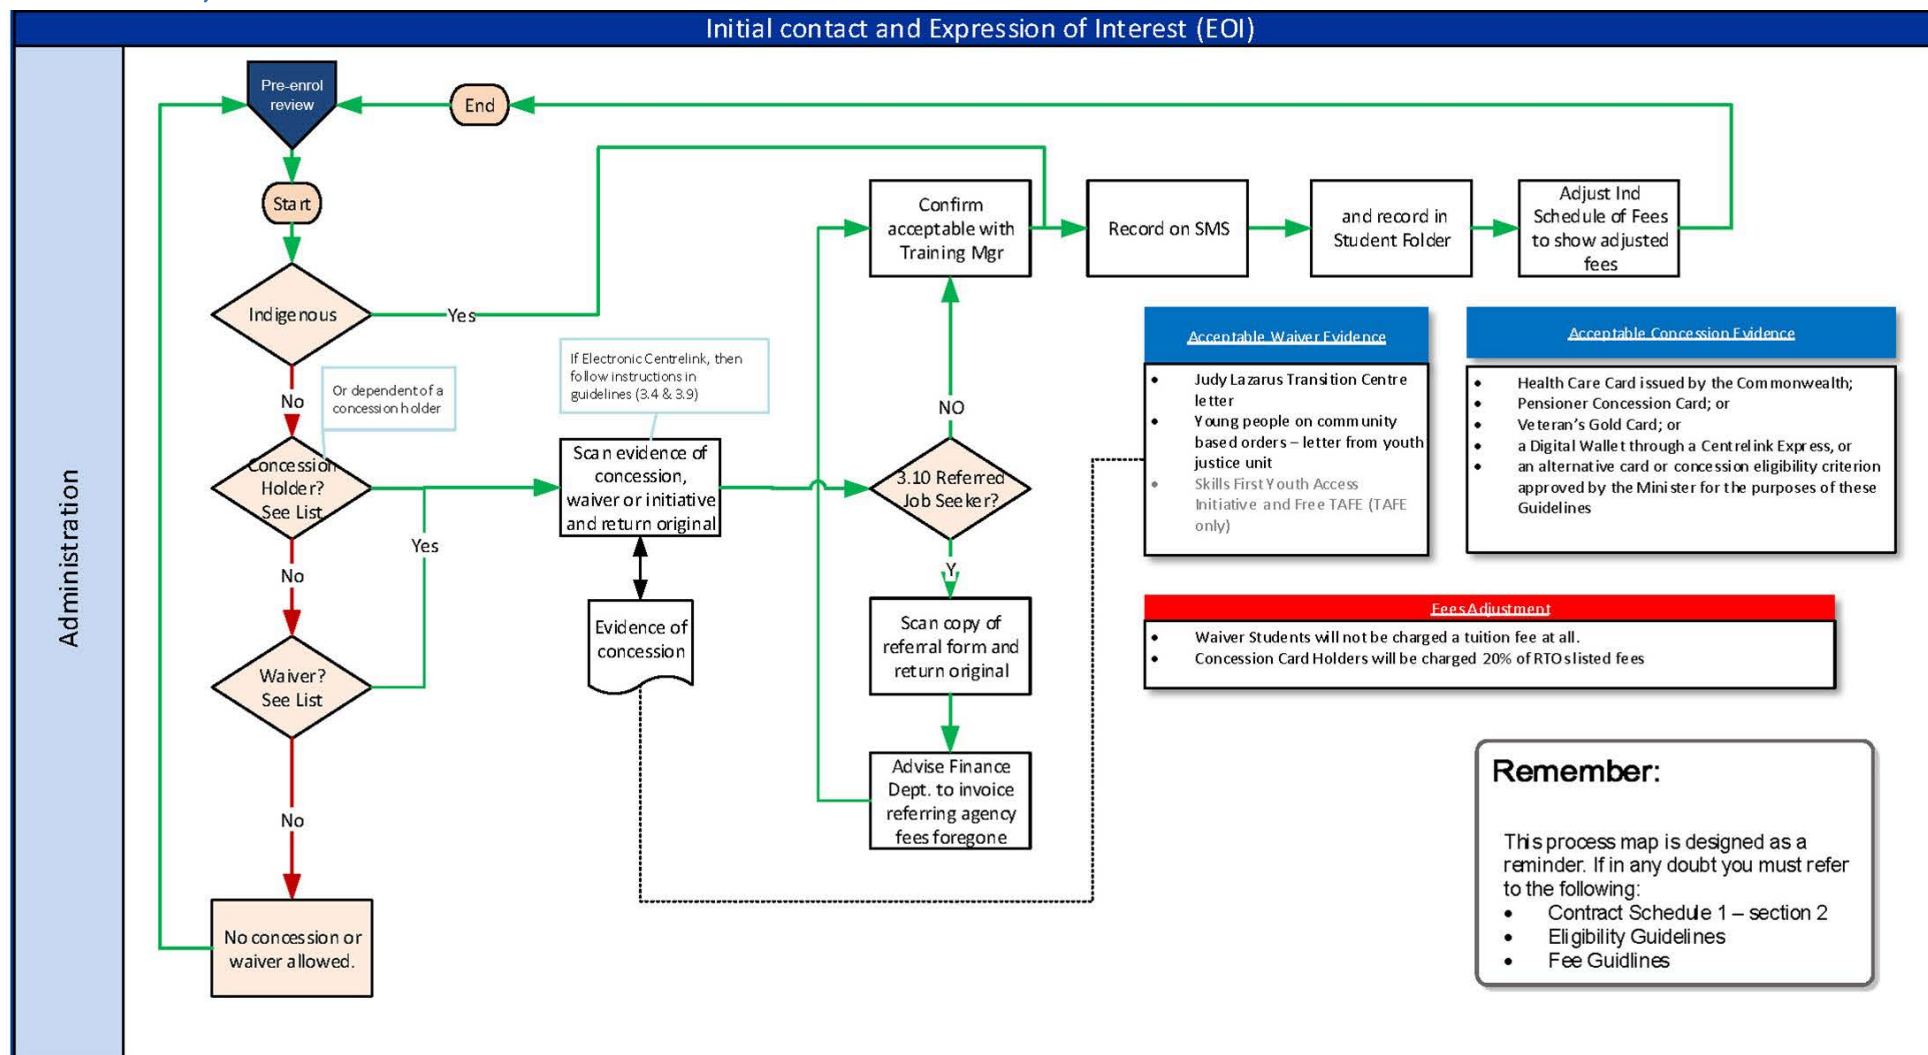 Initial contact and Expression of Interest (EOI)
Administration
Pre-enrol
review
End
Start
Indigenous
Yes
No
Or dependent of a
concession holder
Concession
Holder?
See List
No
Yes
Waiver?
See List
No
No concession or
waiver allowed.
If Electronic Centrelink, then
follow instructions in
guidelines (3.4 & 3.9)
Scan evidence of
concession,
waiver or initiative
and return original
Evidence of
concession
Confirm
acceptable with
Training Mgr
NO
3.10 Referred
Job Seeker?
Y
Scan copy of
referral form and
return original
Advise Finance
Dept. to invoice
referring agency
fees foregone
Record on SMS
and record in
Student Folder
Adjust Ind
Schedule of Fees
to show adjusted
fees
Acceptable Waiver Evidence
• Judy Lazarus Transition Centre
letter
• Young people on community
based orders – letter from youth
justice unit
• Skills First Youth Access
Initiative and Free TAFE (TAFE
only)
Acceptable Concession Evidence
• Health Care Card issued by the Commonwealth;
• Pensioner Concession Card; or
• Veteran's Gold Card; or
• a Digital Wallet through a Centrelink Express, or
• an alternative card or concession eligibility criterion
approved by the Minister for the purposes of these
Guidelines
Fees Adjustment
• Waiver Students will not be charged a tuition fee at all.
• Concession Card Holders will be charged 20% of RTOs listed fees
Remember:
This process map is designed as a
reminder. If in any doubt you must refer
to the following:
• Contract Schedule 1 – section 2
• Eligibility Guidelines
• Fee Guidlines